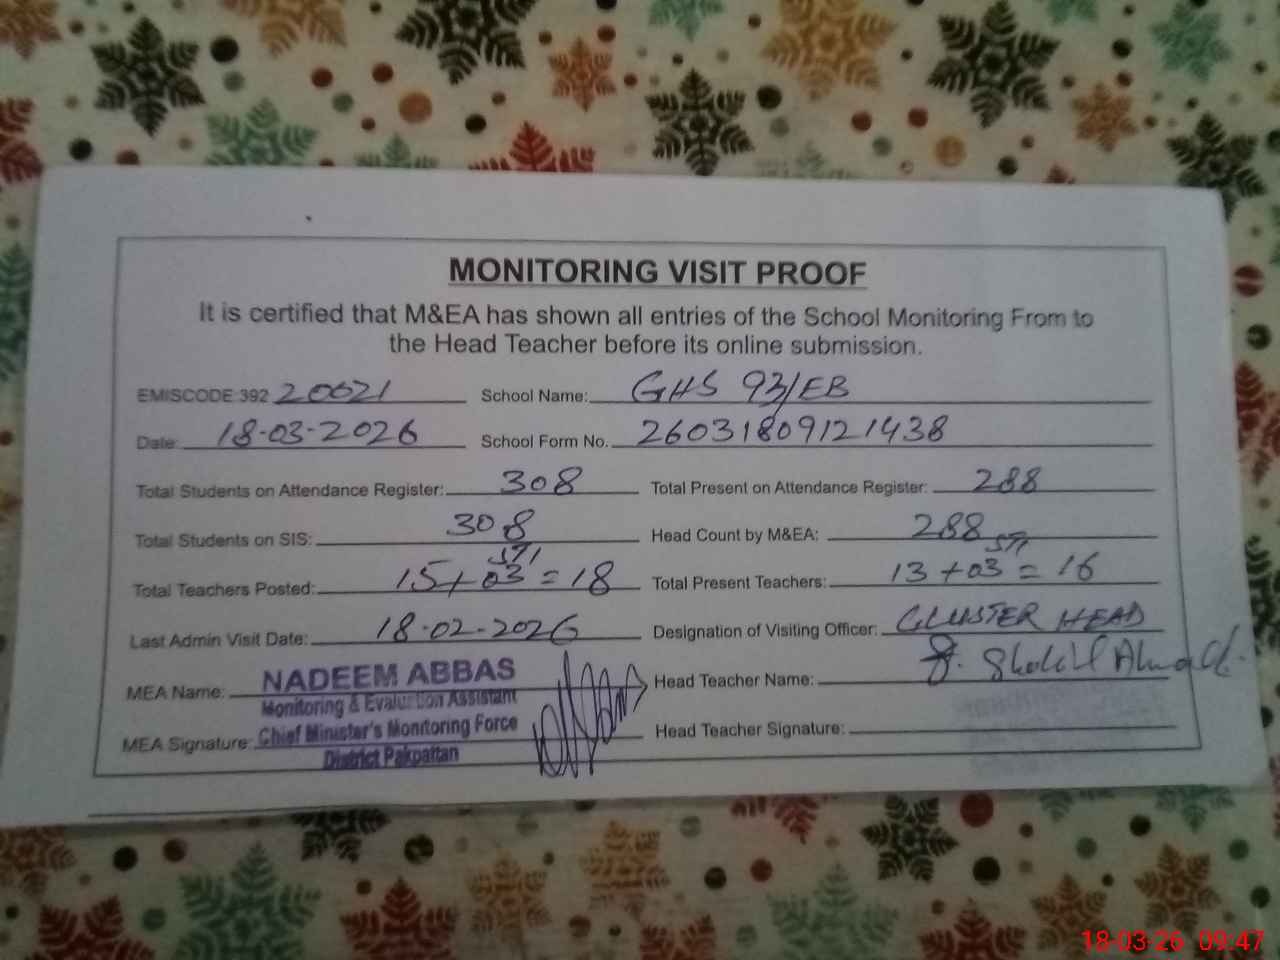 MONITORING VISIT PROOF
It is certified that M&EA has shown all entries of the School Monitoring From to
the Head Teacher before its online submission.
EMISCODE:392 20021 School Name: GHS 93/EB
Date: 18-03-2026 School Form No. 26031809121438
Total Students on Attendance Register: 308 Total Present on Attendance Register: 288
Total Students on SIS: 308 Head Count by M&EA: 288
STI STI
Total Teachers Posted: 15+03=18 Total Present Teachers: 13+03=16
Last Admin Visit Date: 18-02-2026 Designation of Visiting Officer: CLUSTER HEAD
MEA Name: NADEEM ABBAS Head Teacher Name:
Monitoring & Evaluation Assistant
MEA Signature: Chief Minister's Monitoring Force Head Teacher Signature:
District Pakpattan
18-03-26 09:47